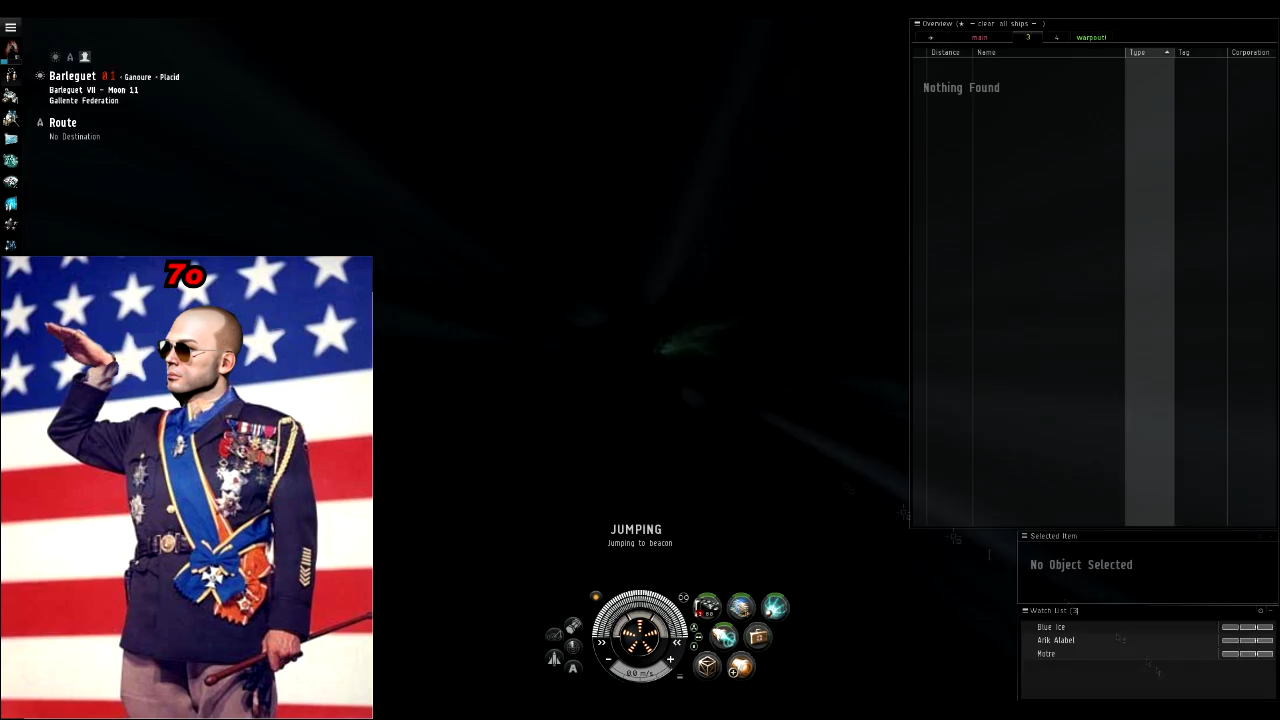 Barleguet 0.1 · Ganoure · Placid
Barleguet VII - Moon 11
Gallente Federation
A Route
No Destination
7o
JUMPING
Jumping to beacon
0.0 m/s
A
Overview (★ - clear all ships - )
main
3
4
warpout!
Distance Name Type Tag Corporation
Nothing Found
Selected Item
No Object Selected
Watch List (3)
Blue Ice
Arik Alabel
Motre